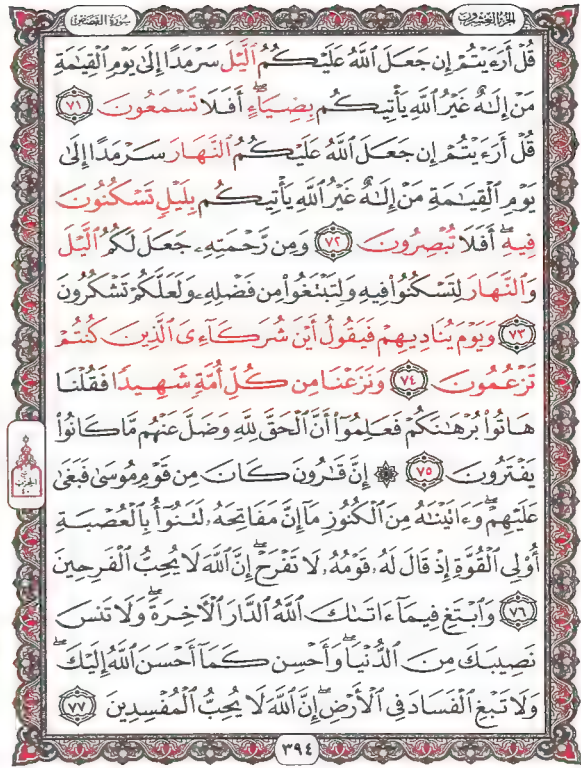 الجزء العشرون
سورة القصص
قُلْ أَرَءَيْتُمْ إِن جَعَلَ ٱللَّهُ عَلَيْكُمُ ٱلَّيْلَ سَرْمَدًا إِلَىٰ يَوْمِ ٱلْقِيَٰمَةِ
مَنْ إِلَٰهٌ غَيْرُ ٱللَّهِ يَأْتِيكُم بِضِيَآءٍ ۖ أَفَلَا تَسْمَعُونَ ٧١
قُلْ أَرَءَيْتُمْ إِن جَعَلَ ٱللَّهُ عَلَيْكُمُ ٱلنَّهَارَ سَرْمَدًا إِلَىٰ
يَوْمِ ٱلْقِيَٰمَةِ مَنْ إِلَٰهٌ غَيْرُ ٱللَّهِ يَأْتِيكُم بِلَيْلٍ تَسْكُنُونَ
فِيهِ ۖ أَفَلَا تُبْصِرُونَ ٧٢ وَمِن رَّحْمَتِهِۦ جَعَلَ لَكُمُ ٱلَّيْلَ
وَٱلنَّهَارَ لِتَسْكُنُوا۟ فِيهِ وَلِتَبْتَغُوا۟ مِن فَضْلِهِۦ وَلَعَلَّكُمْ تَشْكُرُونَ
٧٣ وَيَوْمَ يُنَادِيهِمْ فَيَقُولُ أَيْنَ شُرَكَآءِىَ ٱلَّذِينَ كُنتُمْ
تَزْعُمُونَ ٧٤ وَنَزَعْنَا مِن كُلِّ أُمَّةٍ شَهِيدًا فَقُلْنَا
هَاتُوا۟ بُرْهَٰنَكُمْ فَعَلِمُوٓا۟ أَنَّ ٱلْحَقَّ لِلَّهِ وَضَلَّ عَنْهُم مَّا كَانُوا۟
يَفْتَرُونَ ٧٥ ۞ إِنَّ قَٰرُونَ كَانَ مِن قَوْمِ مُوسَىٰ فَبَغَىٰ
عَلَيْهِمْ ۖ وَءَاتَيْنَٰهُ مِنَ ٱلْكُنُوزِ مَآ إِنَّ مَفَاتِحَهُۥ لَتَنُوٓأُ بِٱلْعُصْبَةِ
أُو۟لِى ٱلْقُوَّةِ إِذْ قَالَ لَهُۥ قَوْمُهُۥ لَا تَفْرَحْ ۖ إِنَّ ٱللَّهَ لَا يُحِبُّ ٱلْفَرِحِينَ
٧٦ وَٱبْتَغِ فِيمَآ ءَاتَىٰكَ ٱللَّهُ ٱلدَّارَ ٱلْءَاخِرَةَ ۖ وَلَا تَنسَ
نَصِيبَكَ مِنَ ٱلدُّنْيَا ۖ وَأَحْسِن كَمَآ أَحْسَنَ ٱللَّهُ إِلَيْكَ ۖ
وَلَا تَبْغِ ٱلْفَسَادَ فِى ٱلْأَرْضِ ۖ إِنَّ ٱللَّهَ لَا يُحِبُّ ٱلْمُفْسِدِينَ ٧٧
الحزب
٤٠
٣٩٤